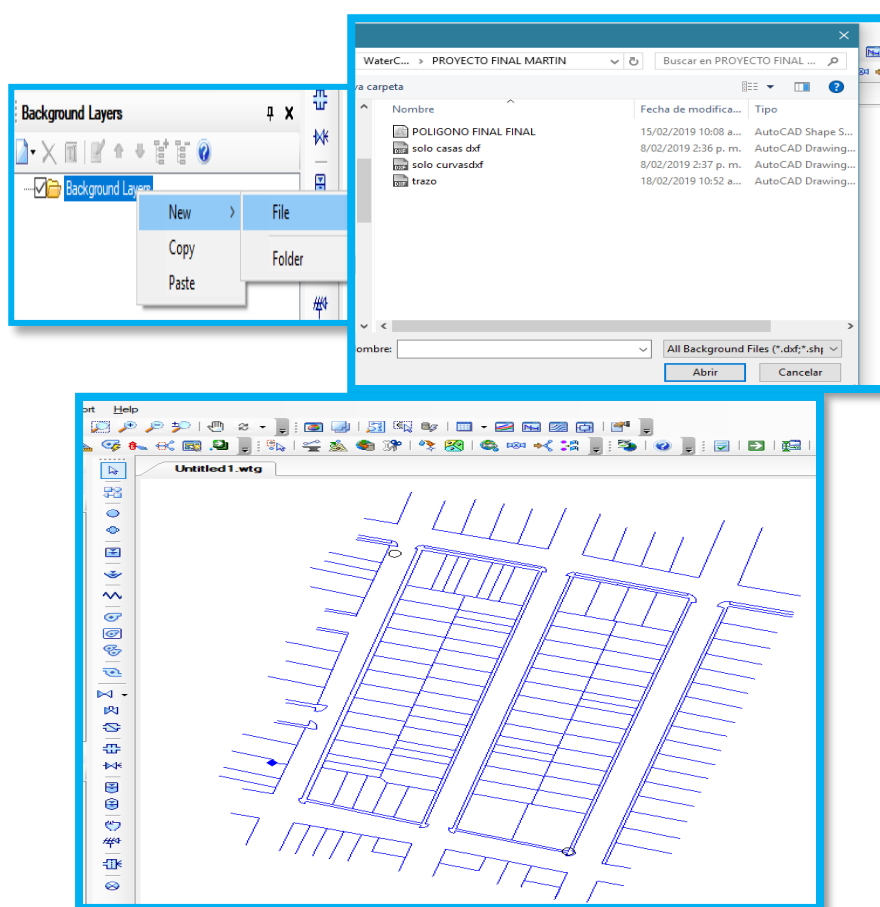 WaterC... > PROYECTO FINAL MARTIN
Buscar en PROYECTO FINAL ...
va carpeta
Nombre Fecha de modifica... Tipo
POLIGONO FINAL FINAL 15/02/2019 10:08 a... AutoCAD Shape S...
solo casas dxf 8/02/2019 2:36 p. m. AutoCAD Drawing...
solo curvasdxf 8/02/2019 2:37 p. m. AutoCAD Drawing...
trazo 18/02/2019 10:52 a... AutoCAD Drawing...
ombre: All Background Files (*.dxf;*.shp
Abrir Cancelar
Background Layers
Background Layers
New > File
Copy
Folder
Paste
ort Help
Untitled1.wtg